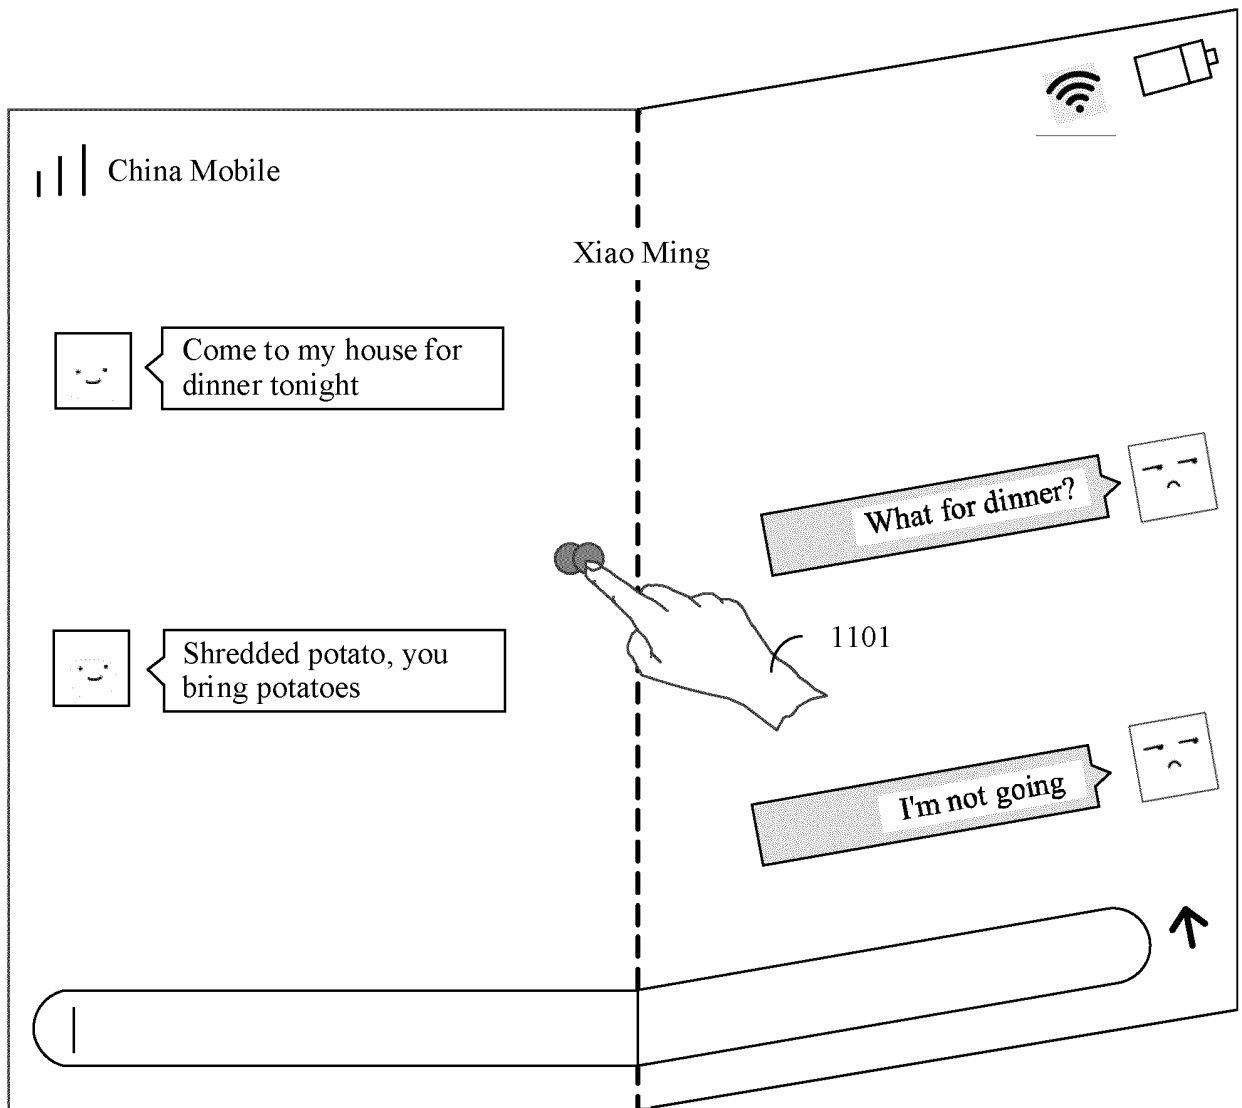 China Mobile
Xiao Ming
Come to my house for
dinner tonight
What for dinner?
1101
Shredded potato, you
bring potatoes
I'm not going